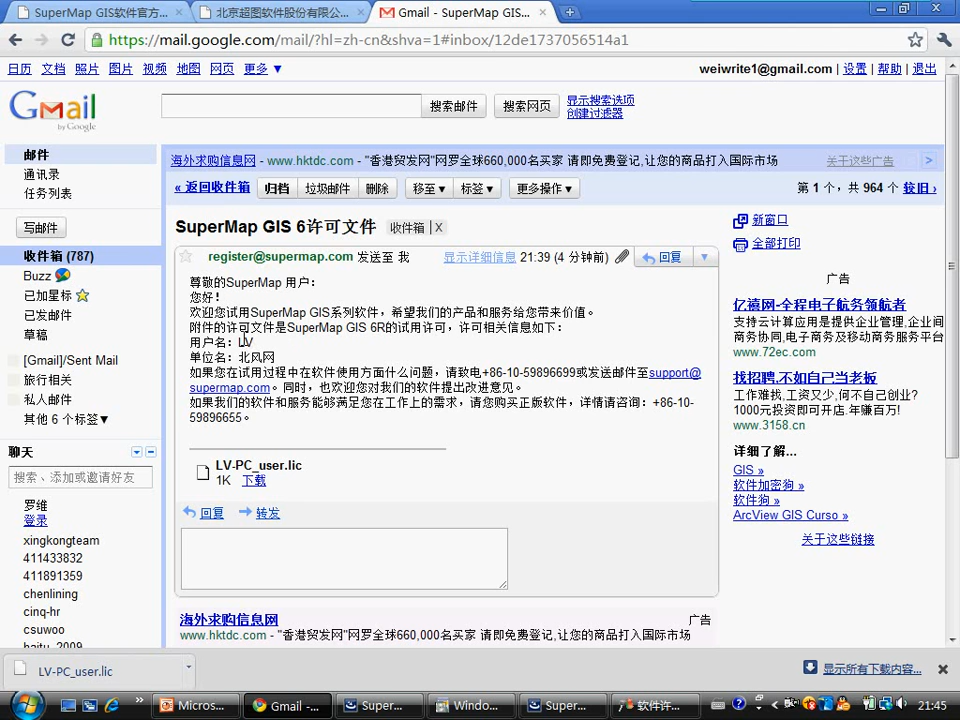 SuperMap GIS软件官方...
北京超图软件股份有限公...
Gmail - SuperMap GIS...
https://mail.google.com/mail/?hl=zh-cn&shva=1#inbox/12de1737056514a1
日历 文档 照片 图片 视频 地图 网页 更多 ▼
weiwrite1@gmail.com | 设置 | 帮助 | 退出
Gmail
by Google
搜索邮件
搜索网页
显示搜索选项
创建过滤器
邮件
通讯录
任务列表
写邮件
收件箱 (787)
Buzz
已加星标
已发邮件
草稿
[Gmail]/Sent Mail
旅行相关
私人邮件
其他 6 个标签▼
聊天
搜索、添加或邀请好友
罗维
登录
xingkongteam
411433832
411891359
chenlining
cinq-hr
csuwoo
baitu_2009
海外求购信息网 - www.hktdc.com - "香港贸发网"网罗全球660,000名买家 请即免费登记,让您的商品打入国际市场
关于这些广告
>
« 返回收件箱 归档 垃圾邮件 删除 移至▼ 标签▼ 更多操作▼
第 1 个，共 964 个 较旧 ›
SuperMap GIS 6许可文件 收件箱 | X
register@supermap.com 发送至 我
显示详细信息 21:39 (4 分钟前)
回复
尊敬的SuperMap 用户：
您好！
欢迎您试用SuperMap GIS系列软件，希望我们的产品和服务给您带来价值。
附件的许可文件是SuperMap GIS 6R的试用许可，许可相关信息如下：
用户名：LV
单位名：北风网
如果您在试用过程中在软件使用方面什么问题，请致电+86-10-59896699或发送邮件至support@
supermap.com。同时，也欢迎您对我们的软件提出改进意见。
如果我们的软件和服务能够满足您在工作上的需求，请您购买正版软件，详情请咨询：+86-10-
59896655。
LV-PC_user.lic
1K 下载
回复 转发
海外求购信息网
www.hktdc.com - "香港贸发网"网罗全球660,000名买家 请即免费登记,让您的商品打入国际市场
广告
新窗口
全部打印
广告
亿禧网-全程电子航务领航者
支持云计算应用是提供企业管理、企业间
商务协同,电子商务及移动商务服务平台
www.72ec.com
找招聘,不如自己当老板
工作难找,工资又少,何不自己创业?
1000元投资即可开店.年赚百万!
www.3158.cn
详细了解...
GIS »
软件加密狗 »
软件狗 »
ArcView GIS Curso »
关于这些链接
LV-PC_user.lic
显示所有下载内容...
Micros...
Gmail -...
Super...
Windo...
Super...
软件许...
21:45